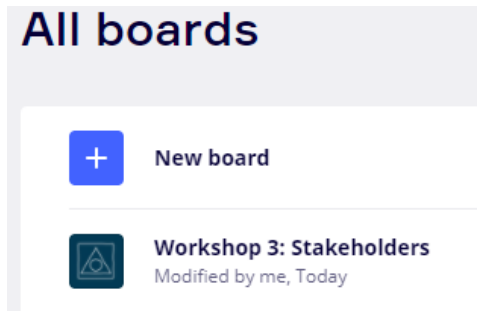 All boards
New board
Workshop 3: Stakeholders
Modified by me, Today